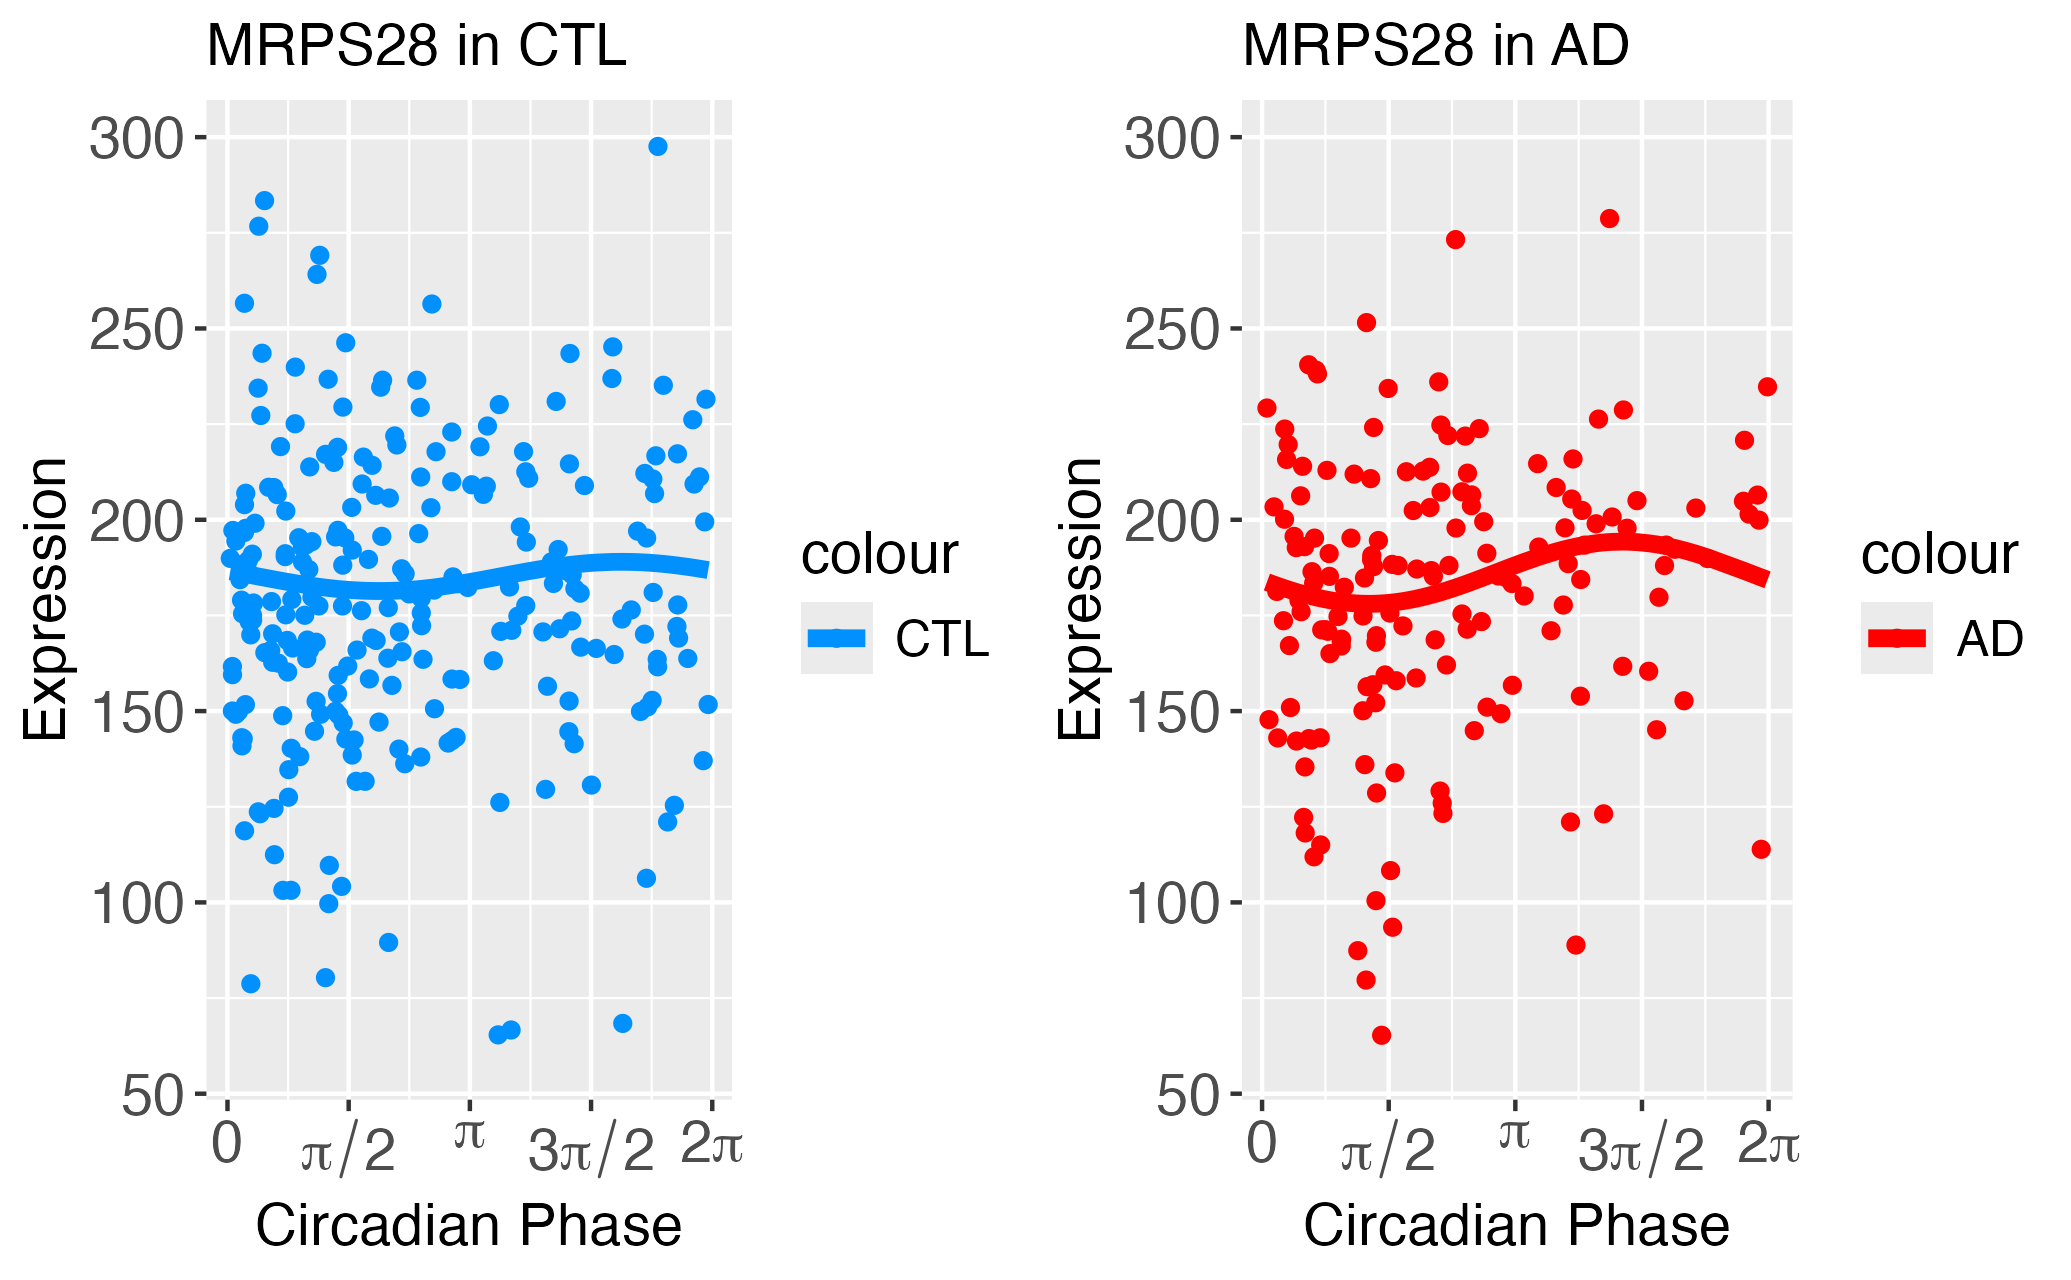 MRPS28 in CTL
Expression
300
250
200
150
100
50
0 π/2 π 3π/2 2π
Circadian Phase
colour
CTL
MRPS28 in AD
Expression
300
250
200
150
100
50
0 π/2 π 3π/2 2π
Circadian Phase
colour
AD